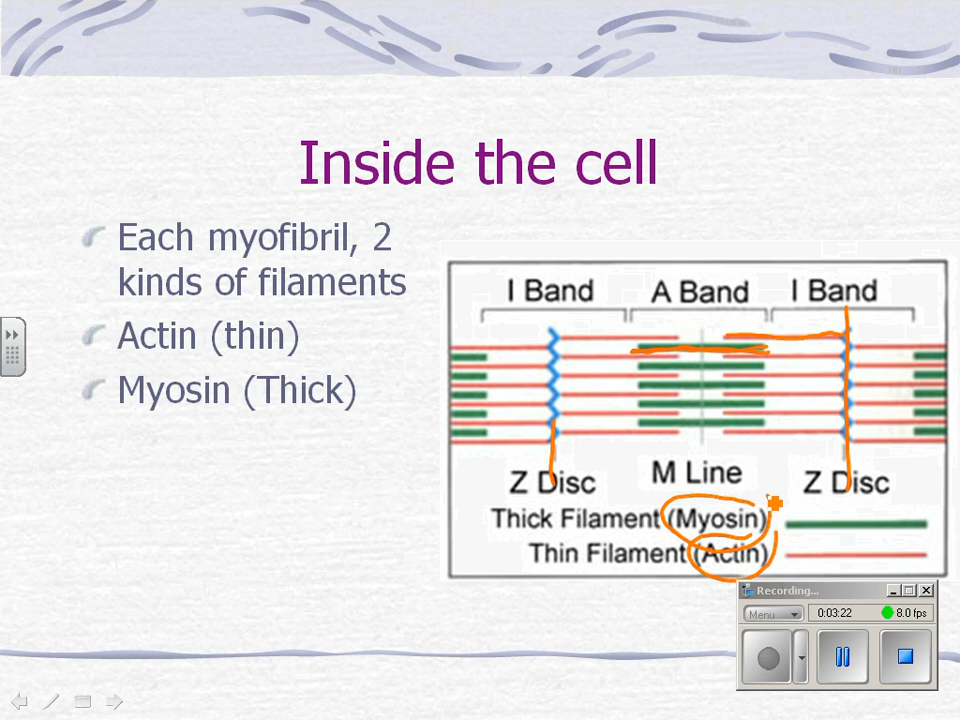 Inside the cell
Each myofibril, 2
kinds of filaments
Actin (thin)
Myosin (Thick)
I Band A Band I Band
Z Disc M Line Z Disc
Thick Filament (Myosin)
Thin Filament (Actin)
Recording...
Menu 0:03:22 8.0 fps